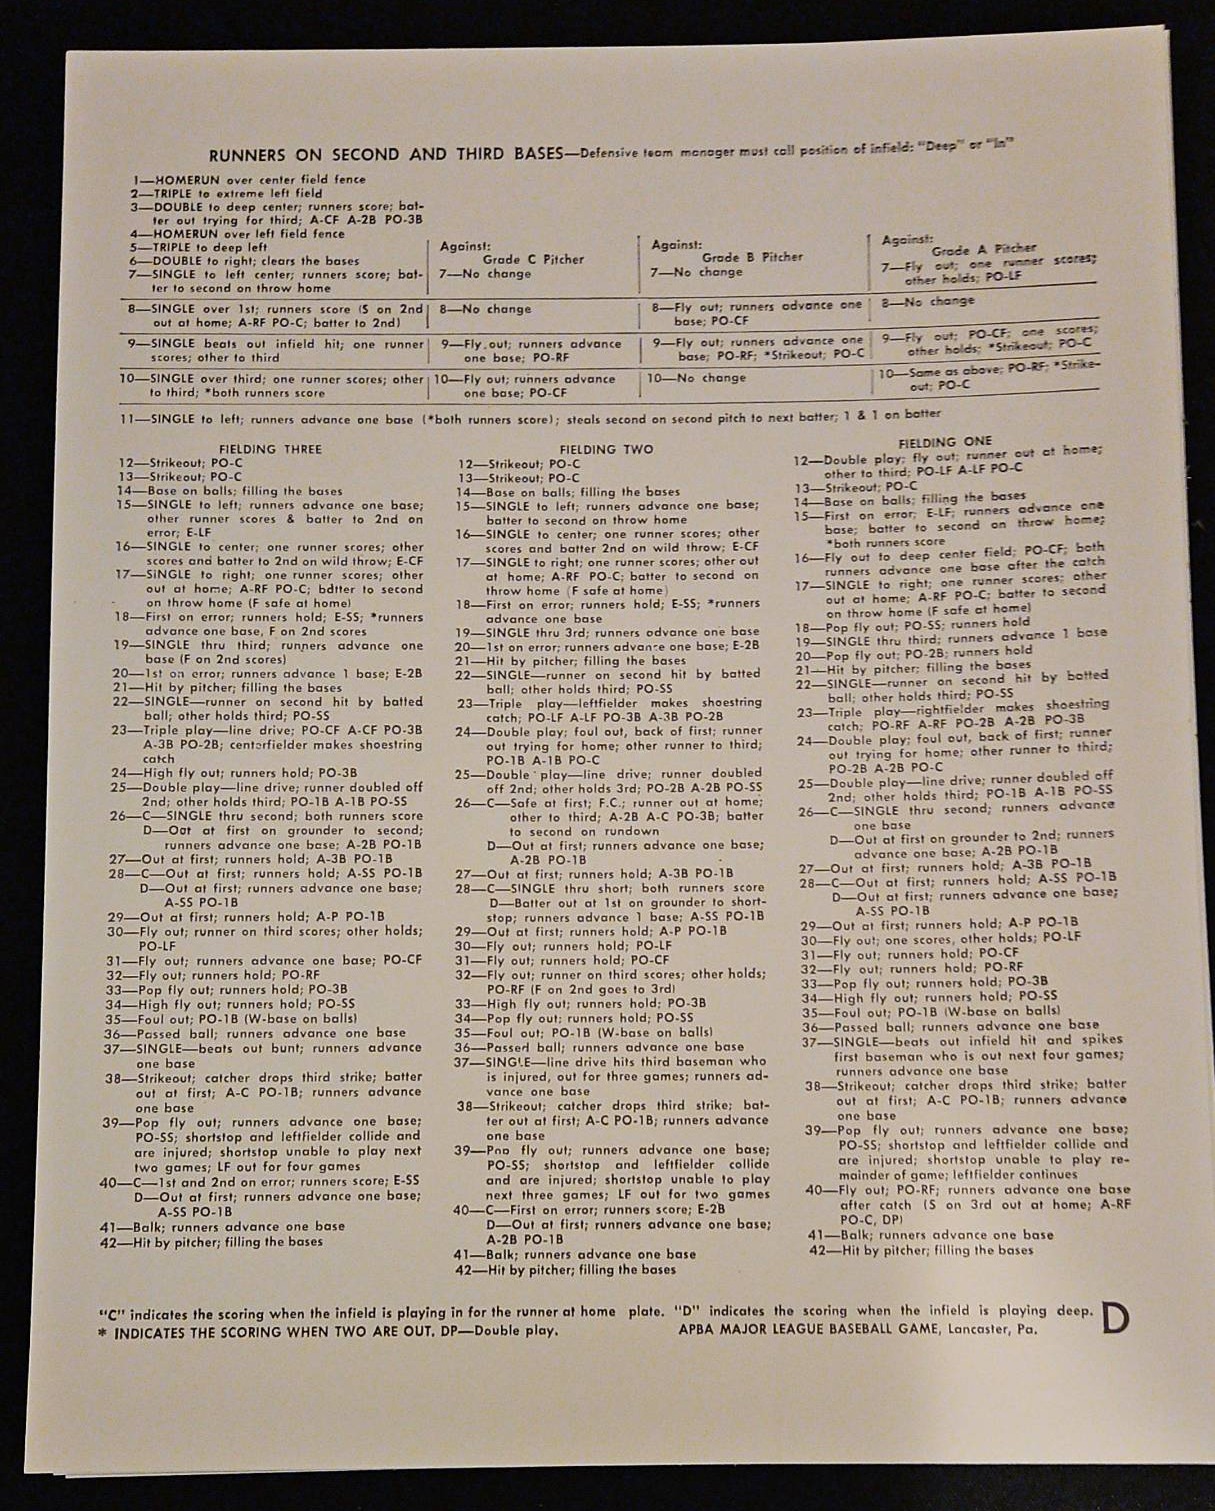 RUNNERS ON SECOND AND THIRD BASES—Defensive team manager must call position of infield: "Deep" or "In"
1—HOMERUN over center field fence
2—TRIPLE to extreme left field
3—DOUBLE to deep center; runners score; bat-
ter out trying for third; A-CF A-2B PO-3B
4—HOMERUN over left field fence
5—TRIPLE to deep left
6—DOUBLE to right; clears the bases
7—SINGLE to left center; runners score; bat-
ter to second on throw home
Against:
Grade C Pitcher
7—No change
Against:
Grade B Pitcher
7—No change
Against:
Grade A Pitcher
7—Fly out; one runner scores;
other holds; PO-LF
8—SINGLE over 1st; runners score (S on 2nd
out at home; A-RF PO-C; batter to 2nd)
8—No change
8—Fly out; runners advance one
base; PO-CF
8—No change
9—SINGLE beats out infield hit; one runner
scores; other to third
9—Fly out; runners advance
one base; PO-RF
9—Fly out; runners advance one
base; PO-RF; *Strikeout; PO-C
9—Fly out; PO-CF; one scores;
other holds; *Strikeout; PO-C
10—SINGLE over third; one runner scores; other
to third; *both runners score
10—Fly out; runners advance
one base; PO-CF
10—No change
10—Same as above; PO-RF; *Strike-
out; PO-C
11—SINGLE to left; runners advance one base (*both runners score); steals second on second pitch to next batter; 1 & 1 on batter
FIELDING THREE
12—Strikeout; PO-C
13—Strikeout; PO-C
14—Base on balls; filling the bases
15—SINGLE to left; runners advance one base;
other runner scores & batter to 2nd on
error; E-LF
16—SINGLE to center; one runner scores; other
scores and batter to 2nd on wild throw; E-CF
17—SINGLE to right; one runner scores; other
out at home; A-RF PO-C; batter to second
on throw home (F safe at home)
18—First on error; runners hold; E-SS; *runners
advance one base, F on 2nd scores
19—SINGLE thru third; runners advance one
base (F on 2nd scores)
20—1st on error; runners advance 1 base; E-2B
21—Hit by pitcher; filling the bases
22—SINGLE—runner on second hit by batted
ball; other holds third; PO-SS
23—Triple play—line drive; PO-CF A-CF PO-3B
A-3B PO-2B; centerfielder makes shoestring
catch
24—High fly out; runners hold; PO-3B
25—Double play—line drive; runner doubled off
2nd; other holds third; PO-1B A-1B PO-SS
26—C—SINGLE thru second; both runners score
D—Oat at first on grounder to second;
runners advance one base; A-2B PO-1B
27—Out at first; runners hold; A-3B PO-1B
28—C—Out at first; runners hold; A-SS PO-1B
D—Out at first; runners advance one base;
A-SS PO-1B
29—Out at first; runners hold; A-P PO-1B
30—Fly out; runner on third scores; other holds;
PO-LF
31—Fly out; runners advance one base; PO-CF
32—Fly out; runners hold; PO-RF
33—Pop fly out; runners hold; PO-3B
34—High fly out; runners hold; PO-SS
35—Foul out; PO-1B (W-base on balls)
36—Passed ball; runners advance one base
37—SINGLE—beats out bunt; runners advance
one base
38—Strikeout; catcher drops third strike; batter
out at first; A-C PO-1B; runners advance
one base
39—Pop fly out; runners advance one base;
PO-SS; shortstop and leftfielder collide and
are injured; shortstop unable to play next
two games; LF out for four games
40—C—1st and 2nd on error; runners score; E-SS
D—Out at first; runners advance one base;
A-SS PO-1B
41—Balk; runners advance one base
42—Hit by pitcher; filling the bases
FIELDING TWO
12—Strikeout; PO-C
13—Strikeout; PO-C
14—Base on balls; filling the bases
15—SINGLE to left; runners advance one base;
batter to second on throw home
16—SINGLE to center; one runner scores; other
scores and batter 2nd on wild throw; E-CF
17—SINGLE to right; one runner scores; other out
at home; A-RF PO-C; batter to second on
throw home (F safe at home)
18—First on error; runners hold; E-SS; *runners
advance one base
19—SINGLE thru 3rd; runners advance one base
20—1st on error; runners advance one base; E-2B
21—Hit by pitcher; filling the bases
22—SINGLE—runner on second hit by batted
ball; other holds third; PO-SS
23—Triple play—leftfielder makes shoestring
catch; PO-LF A-LF PO-3B A-3B PO-2B
24—Double play; foul out, back of first; runner
out trying for home; other runner to third;
PO-1B A-1B PO-C
25—Double play—line drive; runner doubled
off 2nd; other holds 3rd; PO-2B A-2B PO-SS
26—C—Safe at first; F.C.; runner out at home;
other to third; A-2B A-C PO-3B; batter
to second on rundown
D—Out at first; runners advance one base;
A-2B PO-1B
27—Out at first; runners hold; A-3B PO-1B
28—C—SINGLE thru short; both runners score
D—Batter out at 1st on grounder to short-
stop; runners advance 1 base; A-SS PO-1B
29—Out at first; runners hold; A-P PO-1B
30—Fly out; runners hold; PO-LF
31—Fly out; runners hold; PO-CF
32—Fly out; runner on third scores; other holds;
PO-RF (F on 2nd goes to 3rd)
33—High fly out; runners hold; PO-3B
34—Pop fly out; runners hold; PO-SS
35—Foul out; PO-1B (W-base on balls)
36—Passed ball; runners advance one base
37—SINGLE—line drive hits third baseman who
is injured, out for three games; runners ad-
vance one base
38—Strikeout; catcher drops third strike; bat-
ter out at first; A-C PO-1B; runners advance
one base
39—Pop fly out; runners advance one base;
PO-SS; shortstop and leftfielder collide
and are injured; shortstop unable to play
next three games; LF out for two games
40—C—First on error; runners score; E-2B
D—Out at first; runners advance one base;
A-2B PO-1B
41—Balk; runners advance one base
42—Hit by pitcher; filling the bases
FIELDING ONE
12—Double play; fly out; runner out at home;
other to third; PO-LF A-LF PO-C
13—Strikeout; PO-C
14—Base on balls; filling the bases
15—First on error; E-LF; runners advance one
base; batter to second on throw home;
*both runners score
16—Fly out to deep center field; PO-CF; both
runners advance one base after the catch
17—SINGLE to right; one runner scores; other
out at home; A-RF PO-C; batter to second
on throw home (F safe at home)
18—Pop fly out; PO-SS; runners hold
19—SINGLE thru third; runners advance 1 base
20—Pop fly out; PO-2B; runners hold
21—Hit by pitcher; filling the bases
22—SINGLE—runner on second hit by batted
ball; other holds third; PO-SS
23—Triple play—rightfielder makes shoestring
catch; PO-RF A-RF PO-2B A-2B PO-3B
24—Double play; foul out, back of first; runner
out trying for home; other runner to third;
PO-2B A-2B PO-C
25—Double play—line drive; runner doubled off
2nd; other holds third; PO-1B A-1B PO-SS
26—C—SINGLE thru second; runners advance
one base
D—Out at first on grounder to 2nd; runners
advance one base; A-2B PO-1B
27—Out at first; runners hold; A-3B PO-1B
28—C—Out at first; runners hold; A-SS PO-1B
D—Out at first; runners advance one base;
A-SS PO-1B
29—Out at first; runners hold; A-P PO-1B
30—Fly out; one scores, other holds; PO-LF
31—Fly out; runners hold; PO-CF
32—Fly out; runners hold; PO-RF
33—Pop fly out; runners hold; PO-3B
34—High fly out; runners hold; PO-SS
35—Foul out; PO-1B (W-base on balls)
36—Passed ball; runners advance one base
37—SINGLE—beats out infield hit and spikes
first baseman who is out next four games;
runners advance one base
38—Strikeout; catcher drops third strike; batter
out at first; A-C PO-1B; runners advance
one base
39—Pop fly out; runners advance one base;
PO-SS; shortstop and leftfielder collide and
are injured; shortstop unable to play re-
mainder of game; leftfielder continues
40—Fly out; PO-RF; runners advance one base
after catch (S on 3rd out at home; A-RF
PO-C, DP)
41—Balk; runners advance one base
42—Hit by pitcher; filling the bases
"C" indicates the scoring when the infield is playing in for the runner at home plate. "D" indicates the scoring when the infield is playing deep.
* INDICATES THE SCORING WHEN TWO ARE OUT. DP—Double play.
APBA MAJOR LEAGUE BASEBALL GAME, Lancaster, Pa.
D